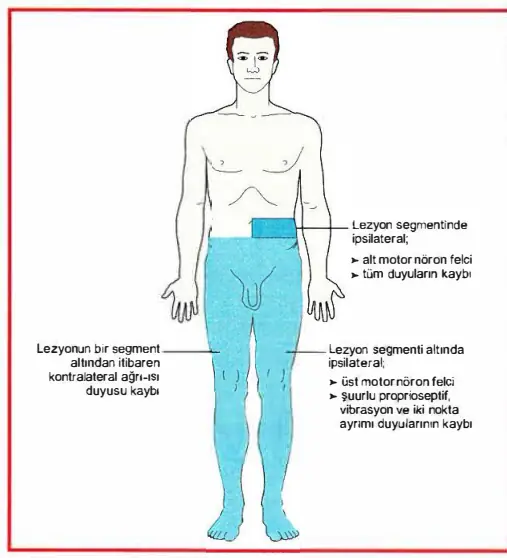 Lezyon segmentinde
ipsilateral;
➤ alt motor nöron felci
➤ tüm duyuların kaybı
Lezyonun bir segment
altından itibaren
kontralateral ağrı-ısı
duyusu kaybı
Lezyon segmenti altında
ipsilateral;
➤ üst motor nöron felci
➤ şuurlu proprioseptif,
vibrasyon ve iki nokta
ayrımı duyularının kaybı